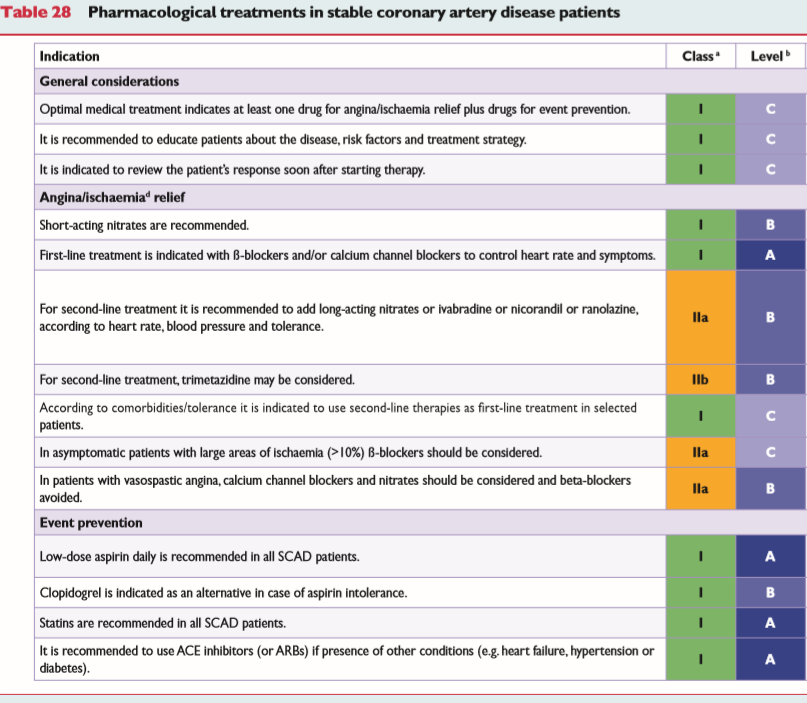 Table 28 Pharmacological treatments in stable coronary artery disease patients
Indication Class a Level b
General considerations
Optimal medical treatment indicates at least one drug for angina/ischaemia relief plus drugs for event prevention. I C
It is recommended to educate patients about the disease, risk factors and treatment strategy. I C
It is indicated to review the patient's response soon after starting therapy. I C
Angina/ischaemia d relief
Short-acting nitrates are recommended. I B
First-line treatment is indicated with ß-blockers and/or calcium channel blockers to control heart rate and symptoms. I A
For second-line treatment it is recommended to add long-acting nitrates or ivabradine or nicorandil or ranolazine,
according to heart rate, blood pressure and tolerance. IIa B
For second-line treatment, trimetazidine may be considered. IIb B
According to comorbidities/tolerance it is indicated to use second-line therapies as first-line treatment in selected
patients. I C
In asymptomatic patients with large areas of ischaemia (>10%) ß-blockers should be considered. IIa C
In patients with vasospastic angina, calcium channel blockers and nitrates should be considered and beta-blockers
avoided. IIa B
Event prevention
Low-dose aspirin daily is recommended in all SCAD patients. I A
Clopidogrel is indicated as an alternative in case of aspirin intolerance. I B
Statins are recommended in all SCAD patients. I A
It is recommended to use ACE inhibitors (or ARBs) if presence of other conditions (e.g. heart failure, hypertension or
diabetes). I A